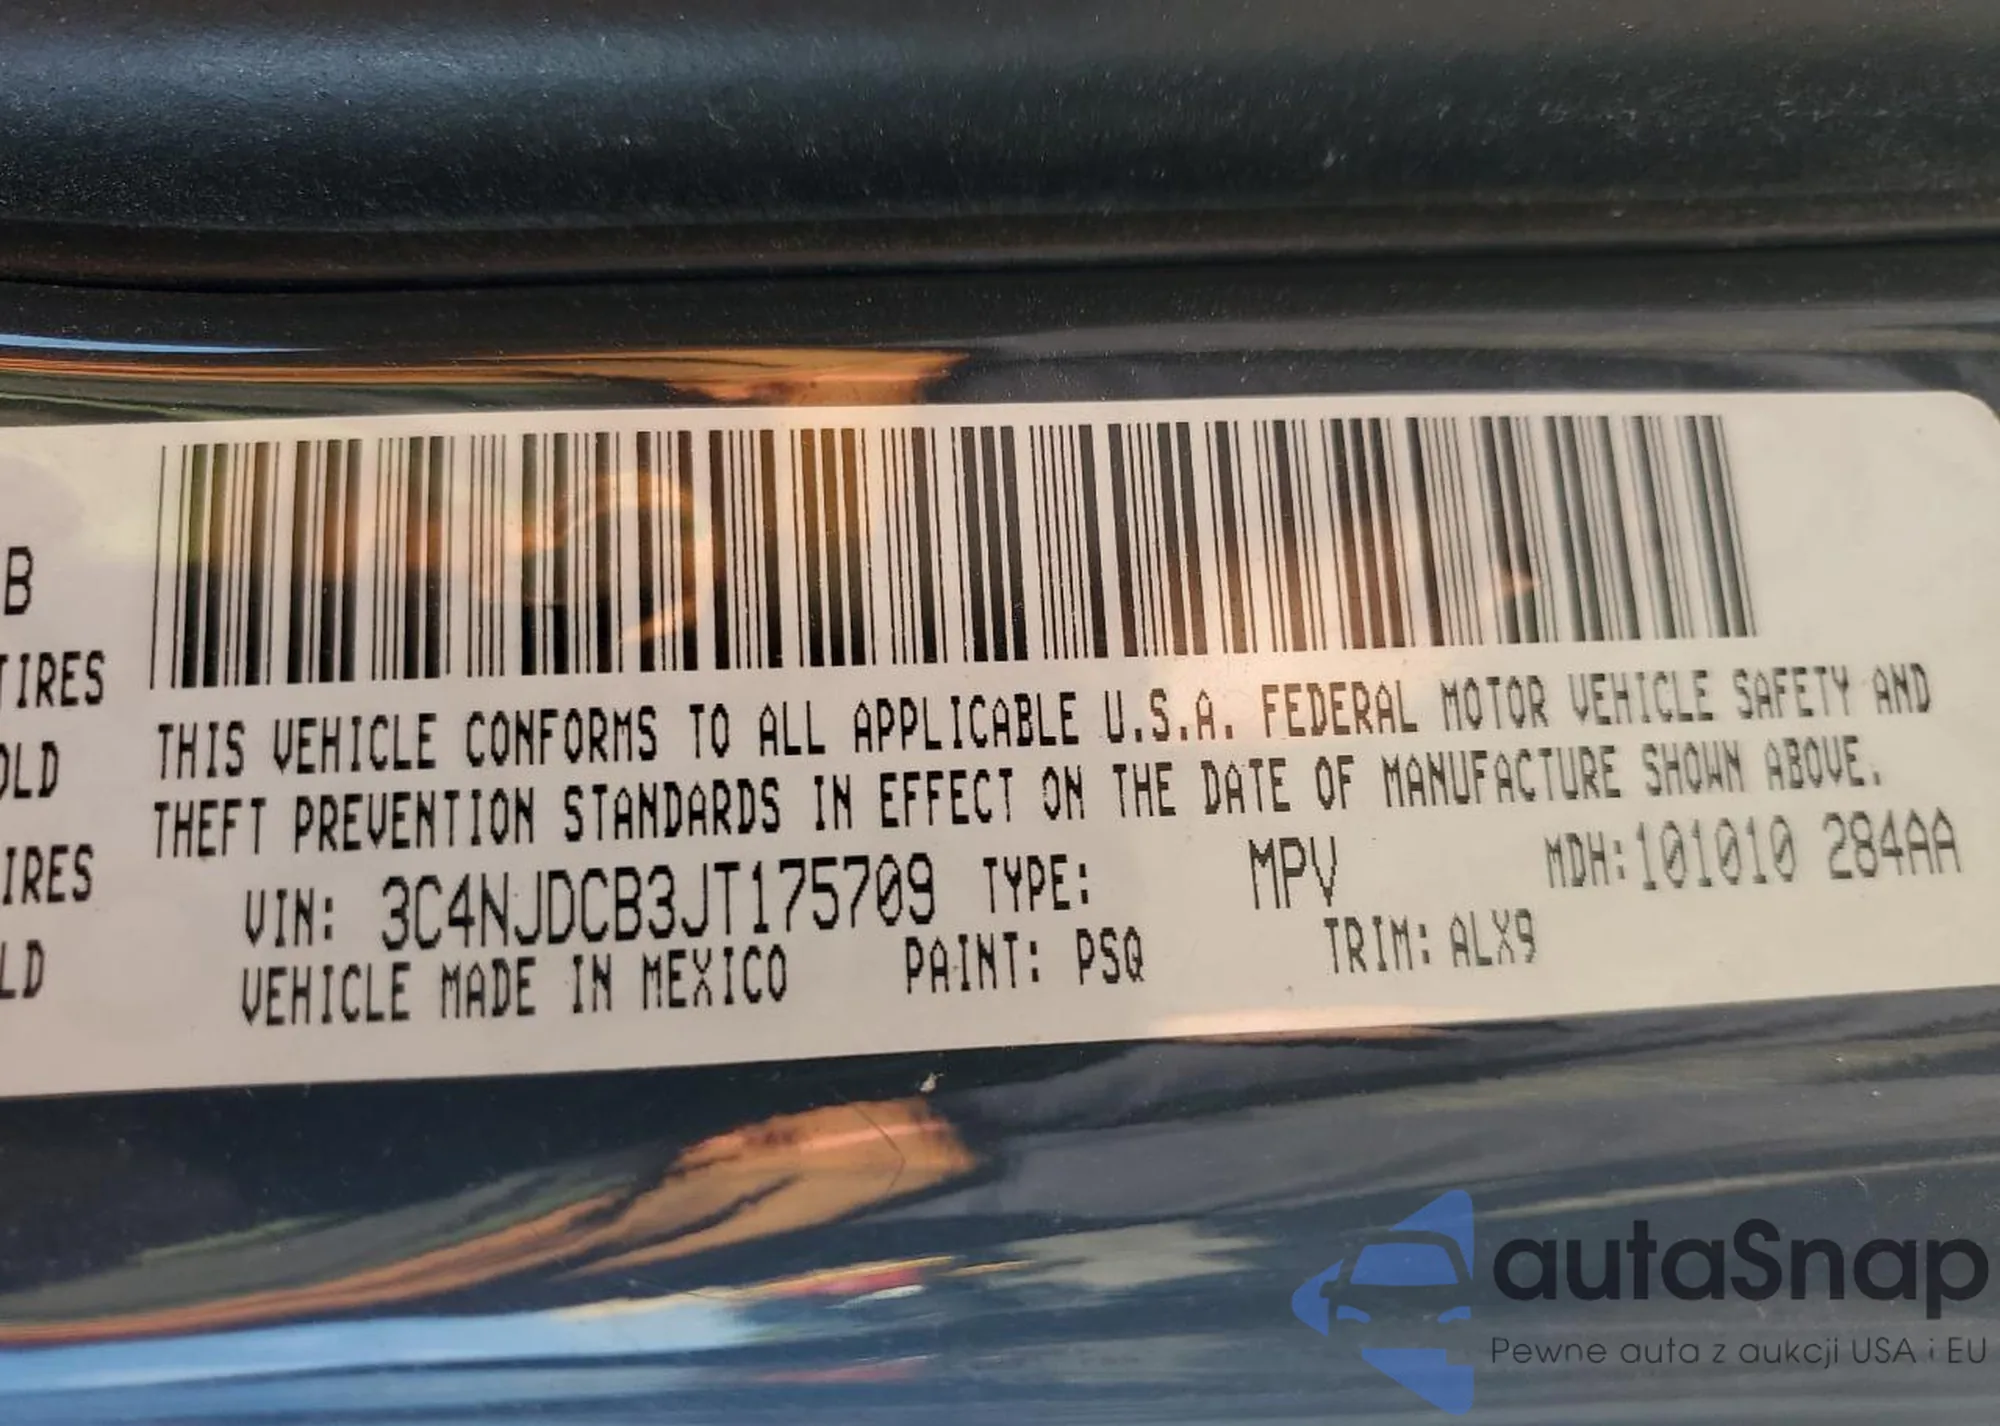 B
TIRES
OLD
IRES
LD
THIS VEHICLE CONFORMS TO ALL APPLICABLE U.S.A. FEDERAL MOTOR VEHICLE SAFETY AND
THEFT PREVENTION STANDARDS IN EFFECT ON THE DATE OF MANUFACTURE SHOWN ABOVE.
VIN: 3C4NJDCB3JT175709 TYPE: MPV MDH:101010 284AA
VEHICLE MADE IN MEXICO PAINT: PSQ TRIM: ALX9
autaSnap
Pewne auta z aukcji USA i EU